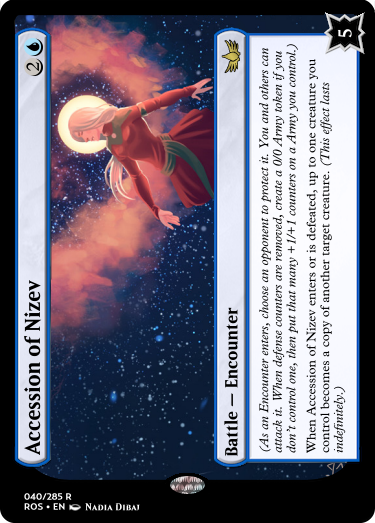 Accession of Nizev
2
Battle — Encounter
(As an Encounter enters, choose an opponent to protect it. You and others can
attack it. When defense counters are removed, create a 0/0 Army token if you
don't control one, then put that many +1/+1 counters on a Army you control.)
When Accession of Nizev enters or is defeated, up to one creature you
control becomes a copy of another target creature. (This effect lasts
indefinitely.)
5
040/285 R
ROS • EN Nadia Dibaj